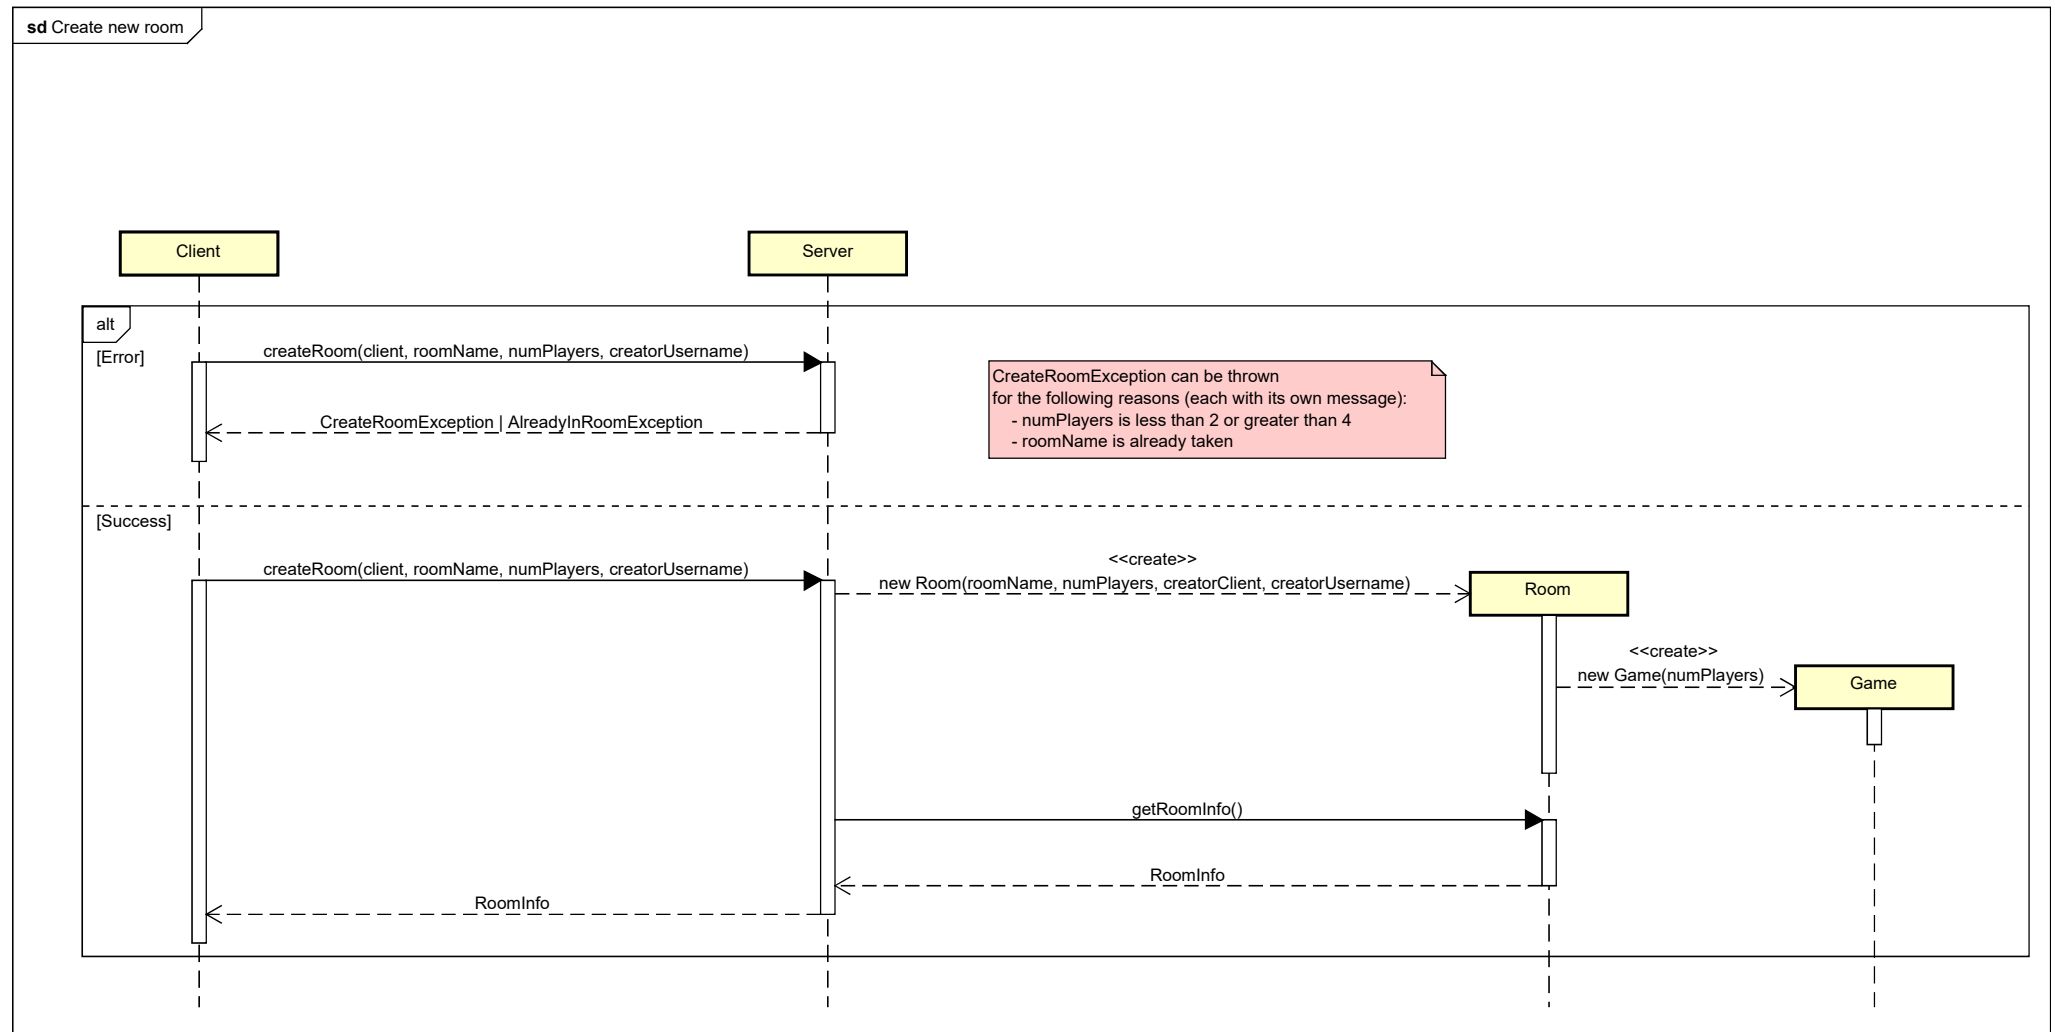 sd Create new room
Client
Server
alt
[Error]
createRoom(client, roomName, numPlayers, creatorUsername)
CreateRoomException | AlreadyInRoomException
CreateRoomException can be thrown
for the following reasons (each with its own message):
- numPlayers is less than 2 or greater than 4
- roomName is already taken
[Success]
createRoom(client, roomName, numPlayers, creatorUsername)
<<create>>
new Room(roomName, numPlayers, creatorClient, creatorUsername)
Room
<<create>>
new Game(numPlayers)
Game
getRoomInfo()
RoomInfo
RoomInfo